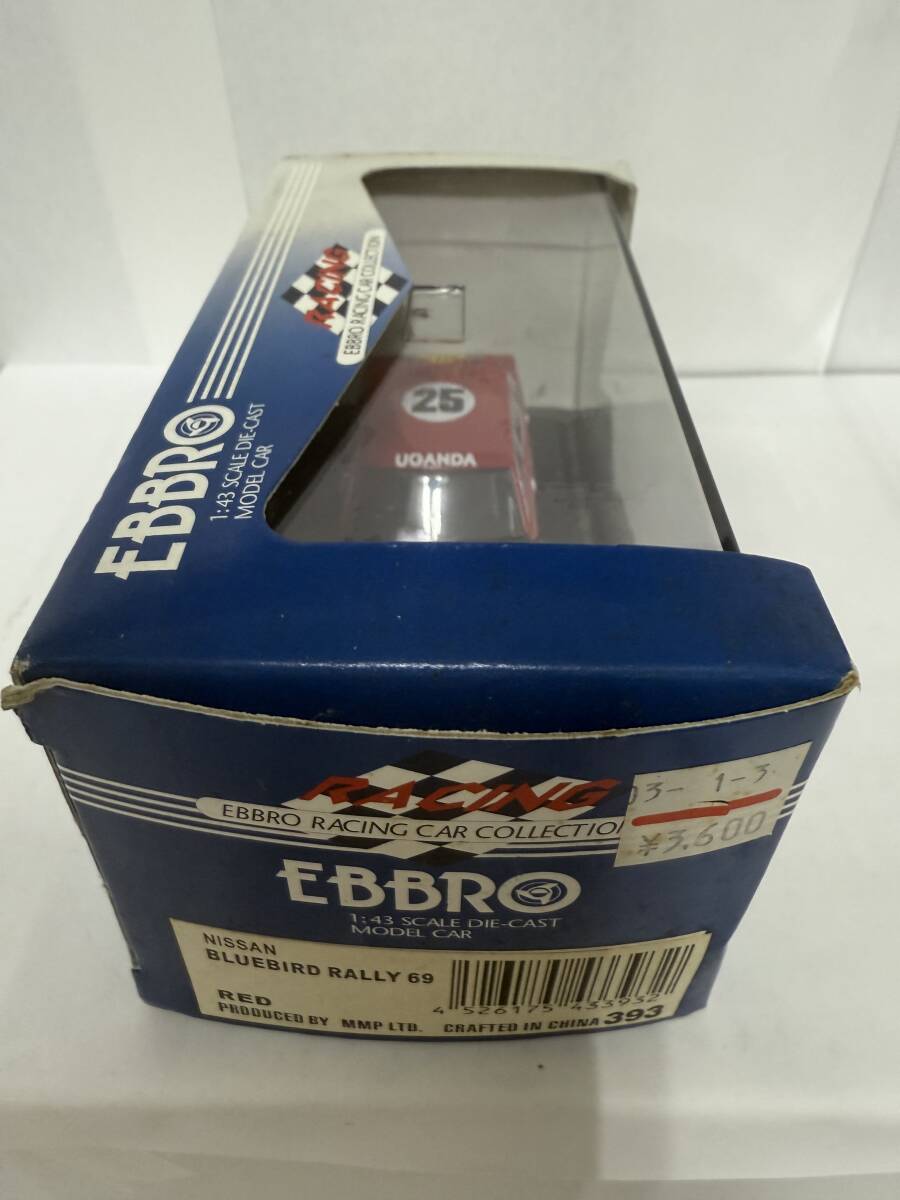 RACING
EBBRO RACING CAR COLLECTION
EBBRO
1:43 SCALE DIE-CAST
MODEL CAR
25
UGANDA
RACING
EBBRO RACING CAR COLLECTION
03- 1-3
¥3,600
EBBRO
1:43 SCALE DIE-CAST
MODEL CAR
NISSAN
BLUEBIRD RALLY 69
RED
4 526175 433932
PRODUCED BY MMP LTD. CRAFTED IN CHINA 393